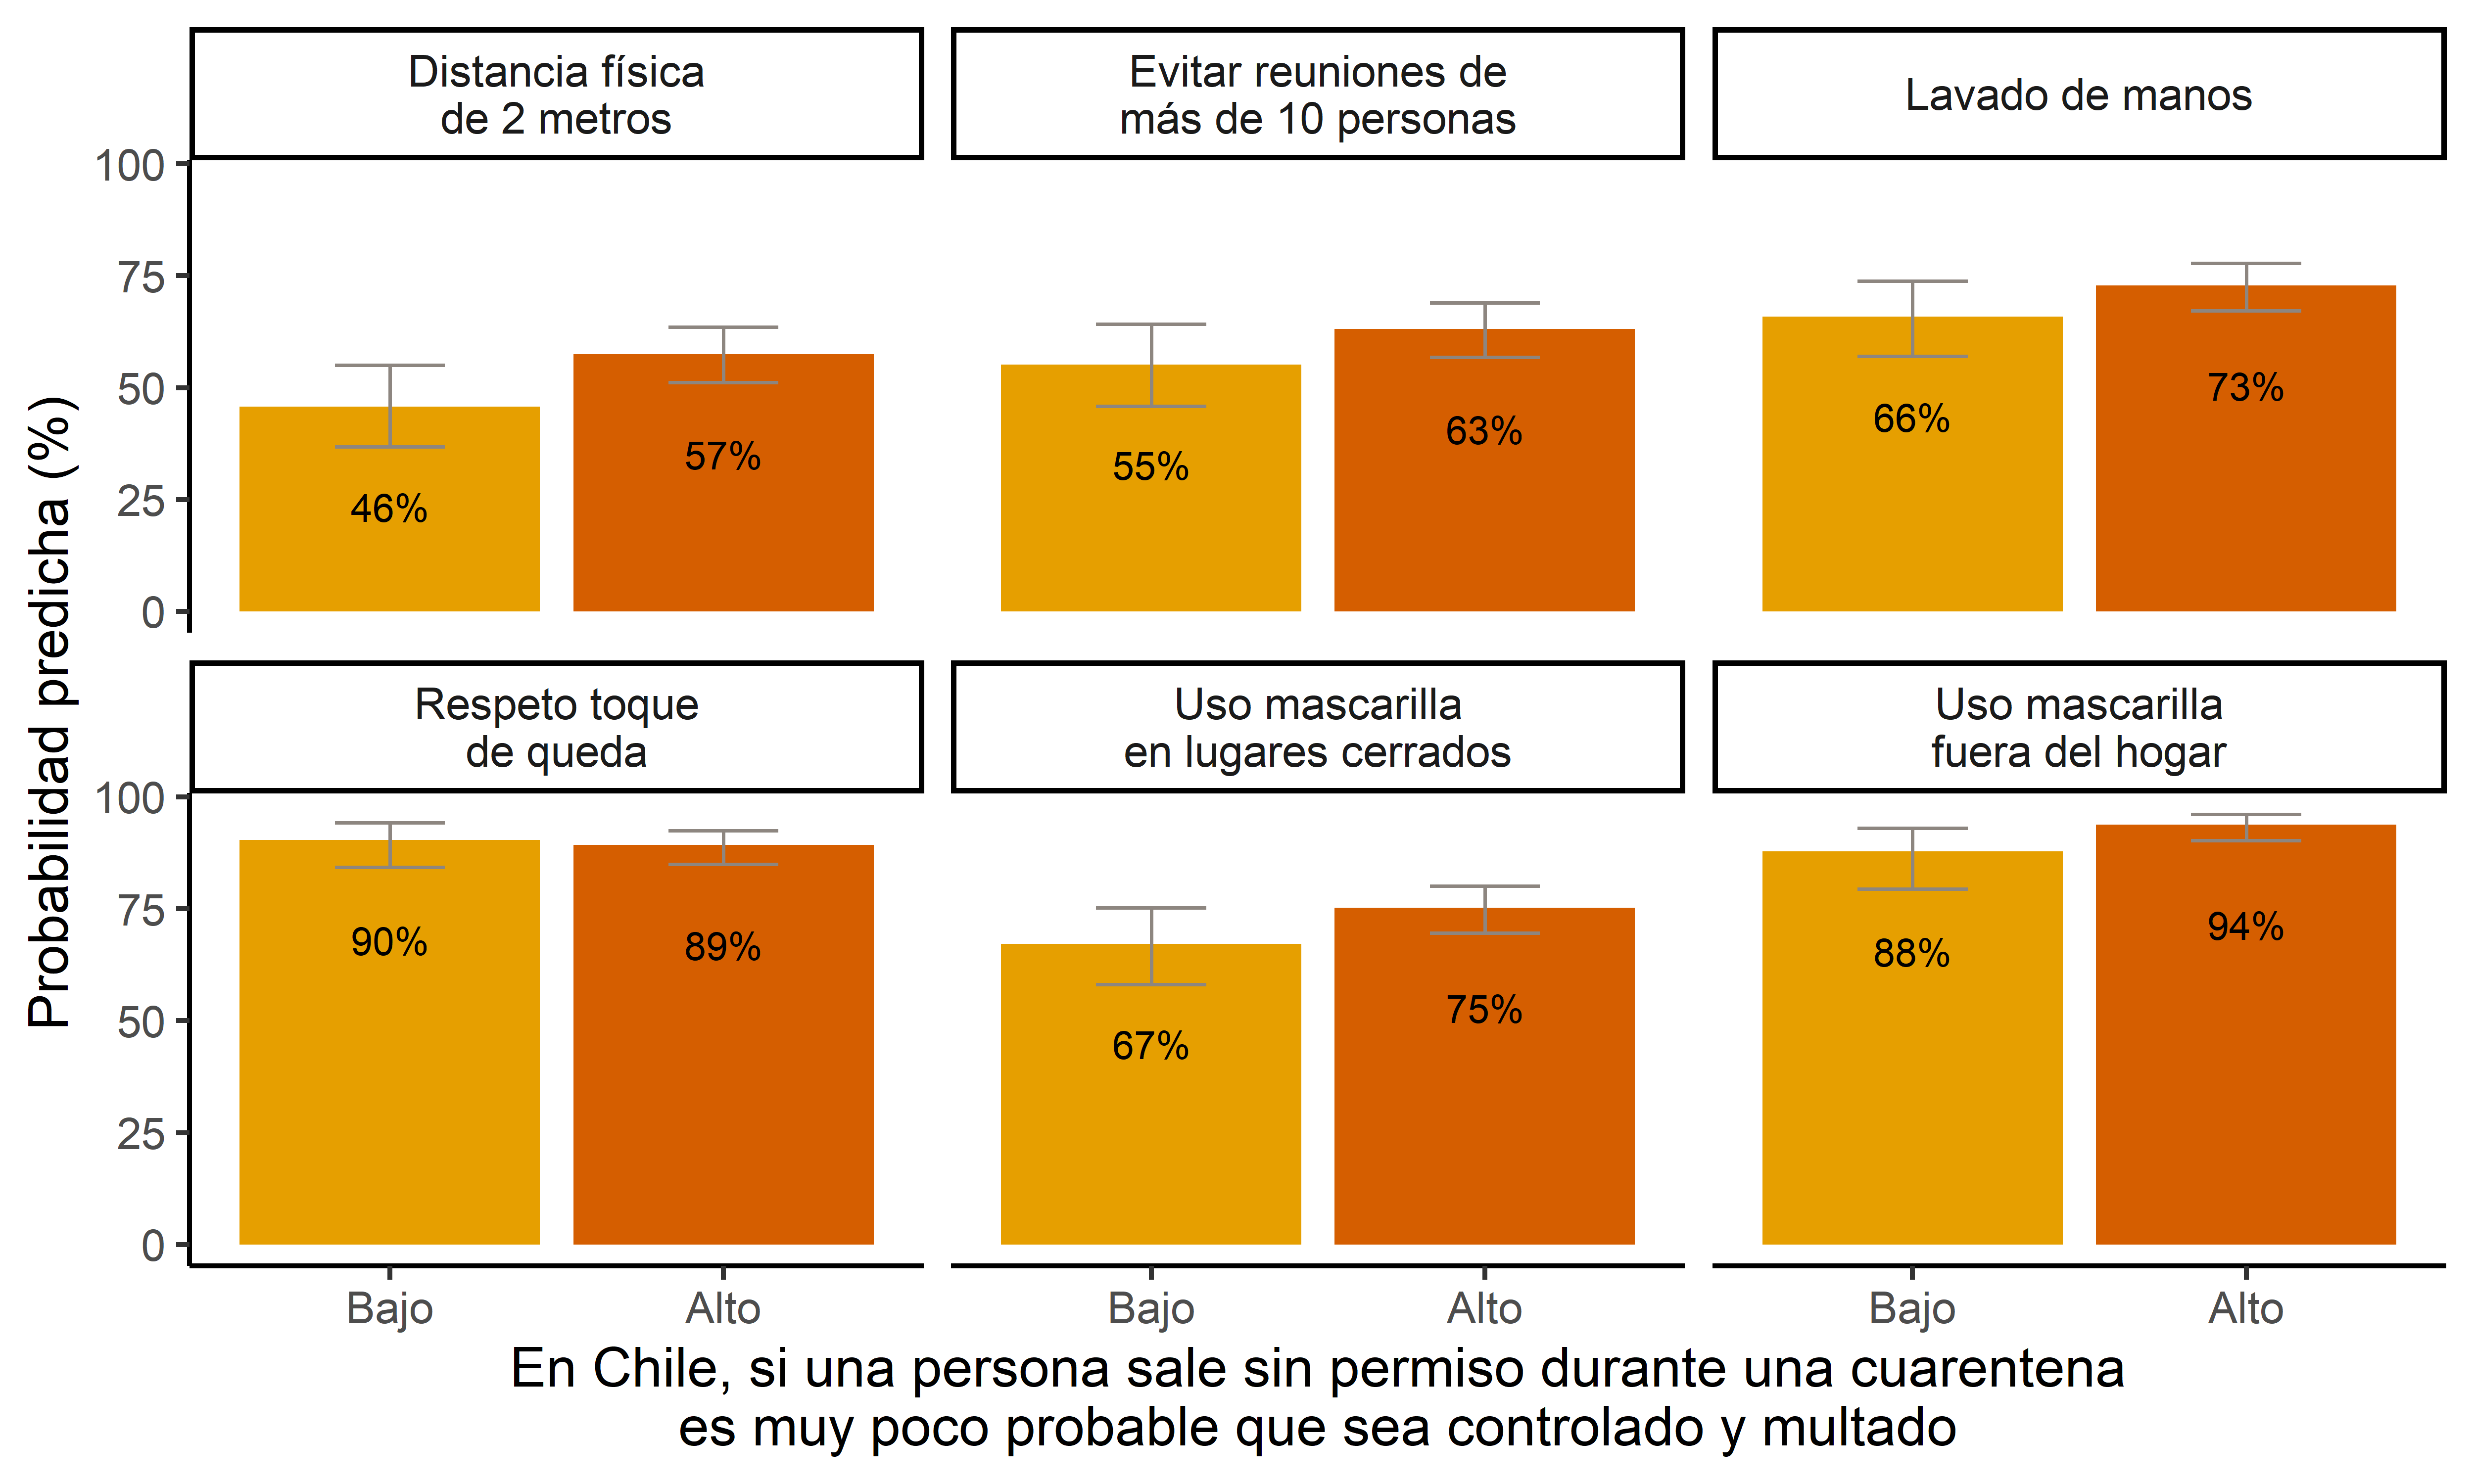 Distancia física
de 2 metros
Evitar reuniones de
más de 10 personas
Lavado de manos
100
75
50
25
0
46%
57%
55%
63%
66%
73%
Probabilidad predicha (%)
Respeto toque
de queda
Uso mascarilla
en lugares cerrados
Uso mascarilla
fuera del hogar
100
75
50
25
0
90%
89%
67%
75%
88%
94%
Bajo
Alto
Bajo
Alto
Bajo
Alto
En Chile, si una persona sale sin permiso durante una cuarentena
es muy poco probable que sea controlado y multado